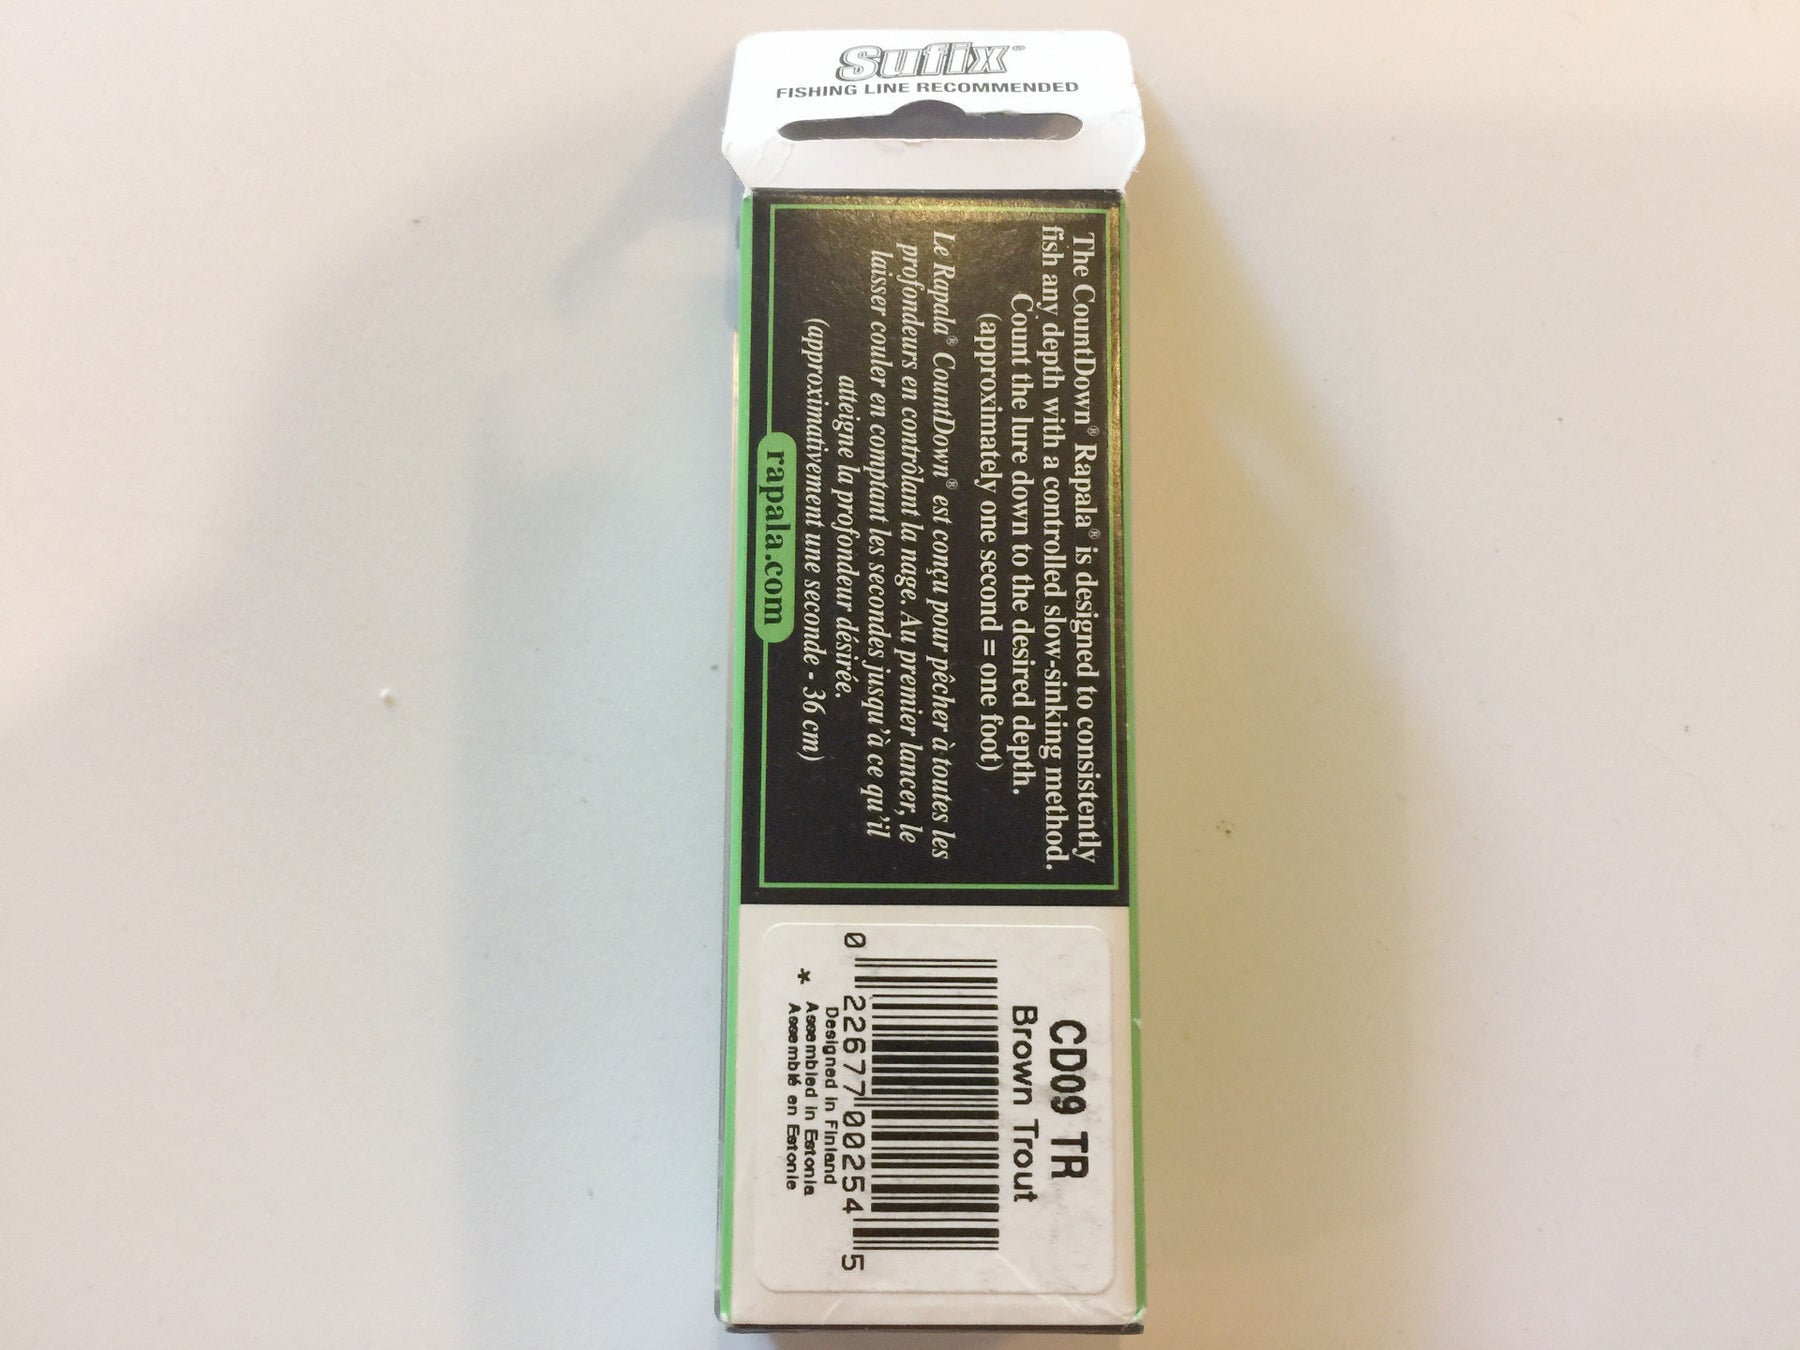 Sufix®
FISHING LINE RECOMMENDED
The CountDown® Rapala® is designed to consistently
fish any depth with a controlled slow-sinking method.
Count the lure down to the desired depth.
(approximately one second = one foot)
Le Rapala® CountDown® est conçu pour pêcher à toutes les
profondeurs en contrôlant la nage. Au premier lancer, le
laisser couler en comptant les secondes jusqu'à ce qu'il
atteigne la profondeur désirée.
(approximativement une seconde - 36 cm)
rapala.com
CD09 TR
Brown Trout
0 22677 00254 5
Designed in Finland
* Assembled in Estonia
Assemblé en Estonie